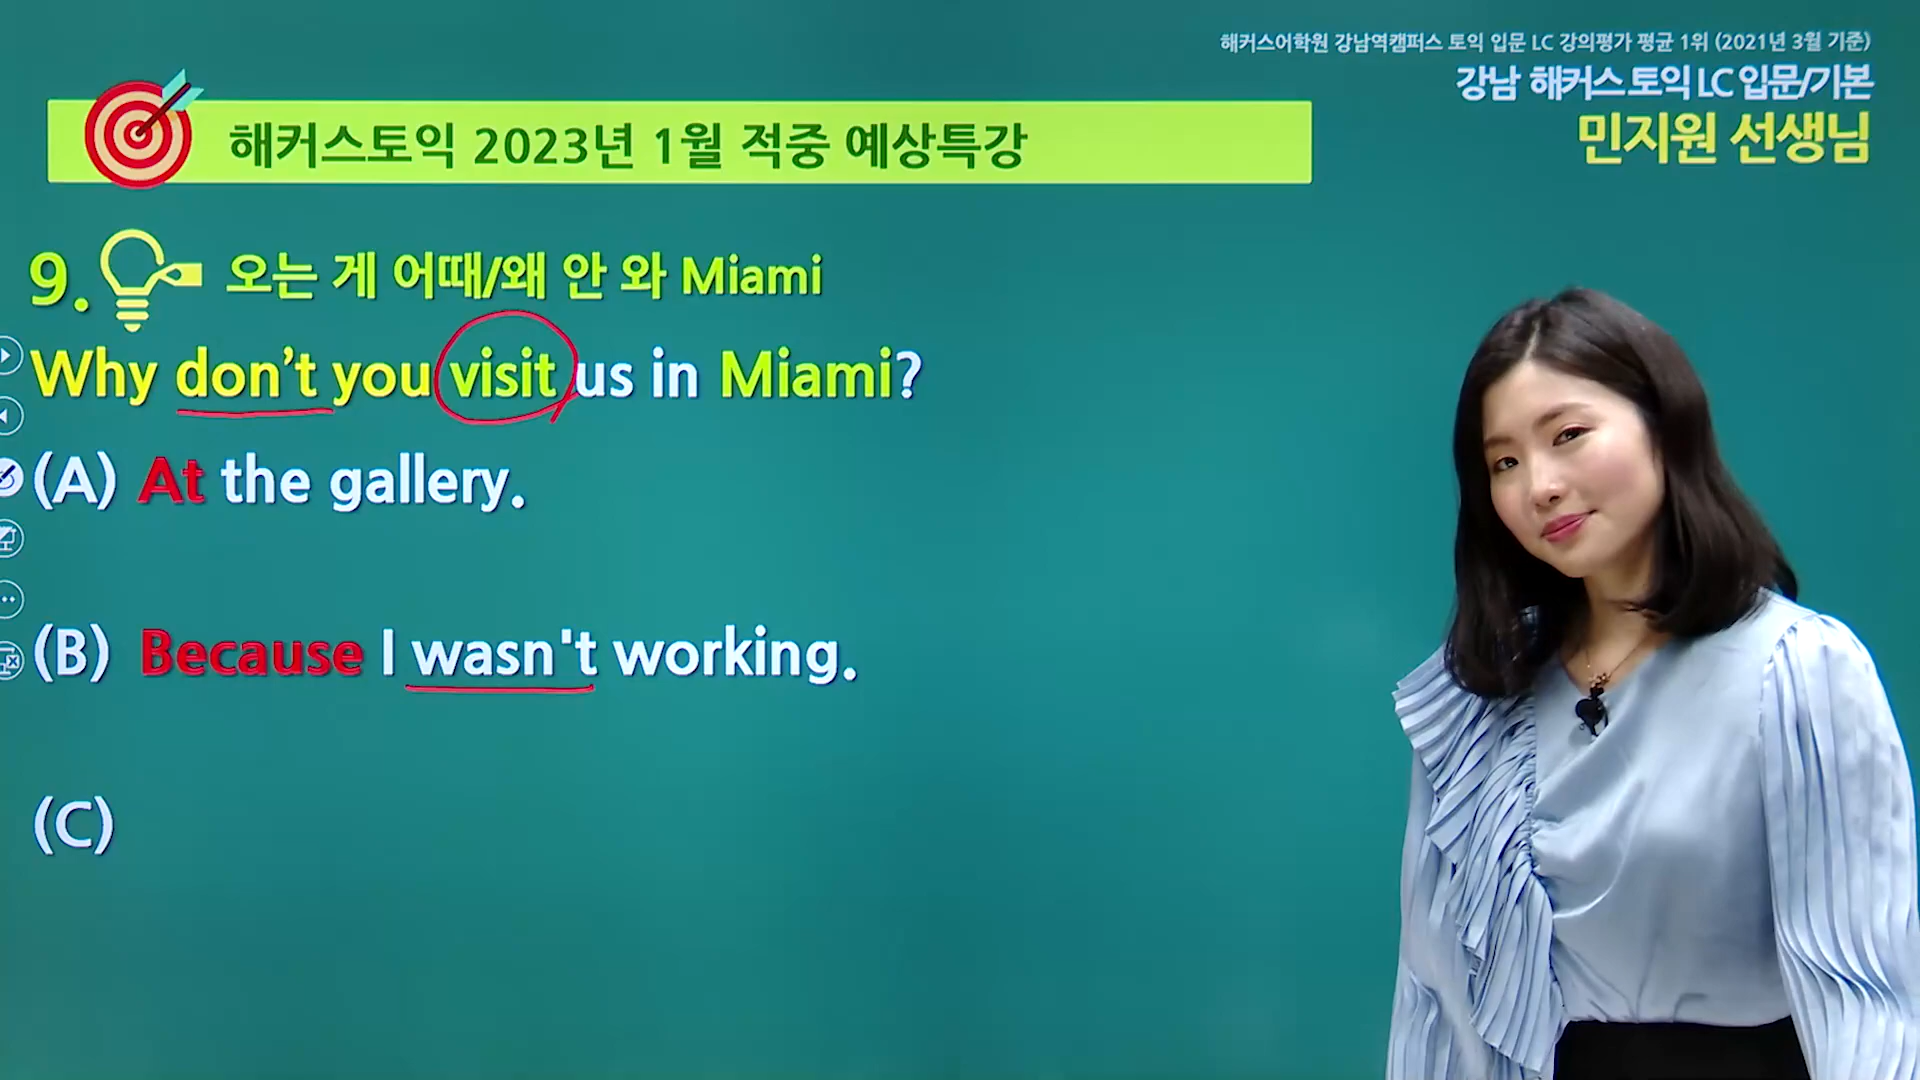 해커스어학원 강남역캠퍼스 토익 입문 LC 강의평가 평균 1위 (2021년 3월 기준)
강남 해커스 토익 LC 입문/기본
민지원 선생님
해커스토익 2023년 1월 적중 예상특강
9. 오는 게 어때/왜 안 와 Miami
Why don't you visit us in Miami?
(A) At the gallery.
(B) Because I wasn't working.
(C)